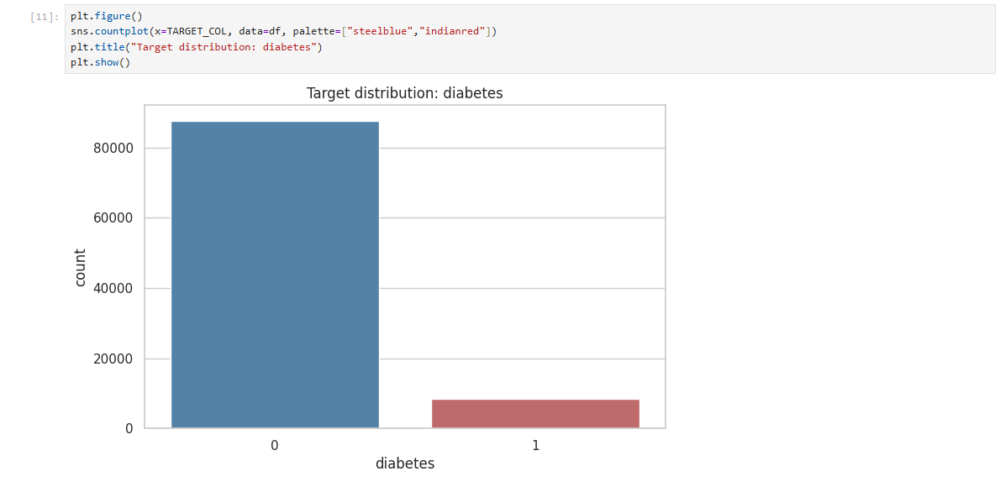 [11]: plt.figure()
sns.countplot(x=TARGET_COL, data=df, palette=["steelblue","indianred"])
plt.title("Target distribution: diabetes")
plt.show()
Target distribution: diabetes
80000
60000
40000
20000
0
count
0 1
diabetes